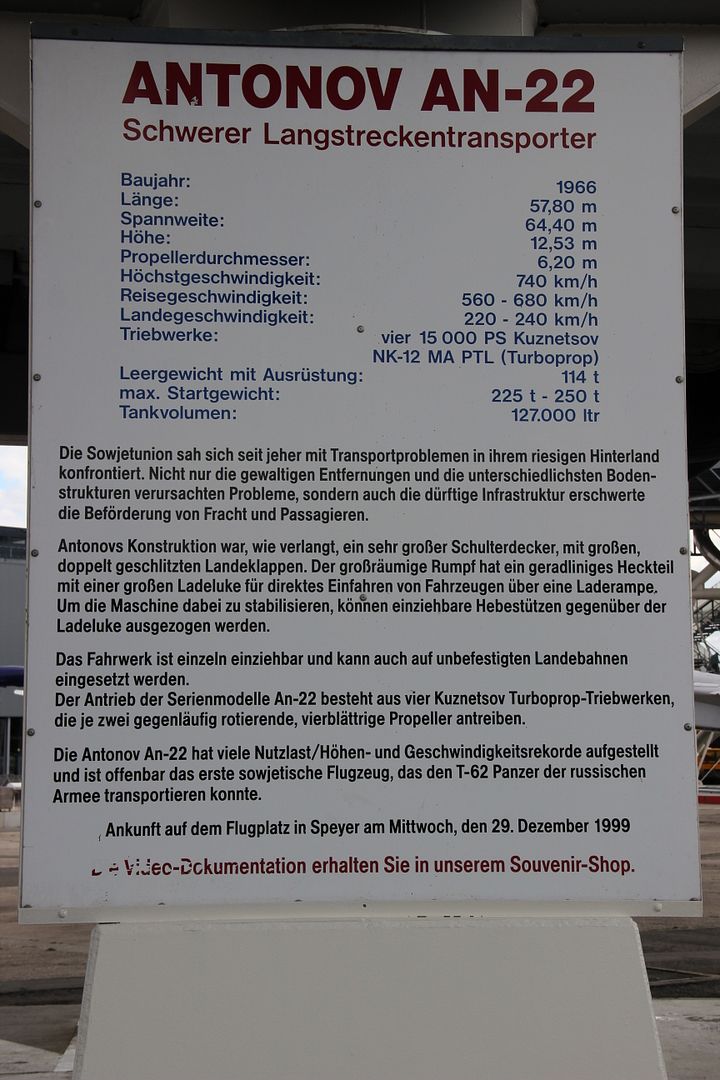 ANTONOV AN-22
Schwerer Langstreckentransporter
Baujahr: 1966
Länge: 57,80 m
Spannweite: 64,40 m
Höhe: 12,53 m
Propellerdurchmesser: 6,20 m
Höchstgeschwindigkeit: 740 km/h
Reisegeschwindigkeit: 560 - 680 km/h
Landegeschwindigkeit: 220 - 240 km/h
Triebwerke: vier 15 000 PS Kuznetsov
NK-12 MA PTL (Turboprop)
Leergewicht mit Ausrüstung: 114 t
max. Startgewicht: 225 t - 250 t
Tankvolumen: 127.000 ltr
Die Sowjetunion sah sich seit jeher mit Transportproblemen in ihrem riesigen Hinterland
konfrontiert. Nicht nur die gewaltigen Entfernungen und die unterschiedlichsten Boden-
strukturen verursachten Probleme, sondern auch die dürftige Infrastruktur erschwerte
die Beförderung von Fracht und Passagieren.
Antonovs Konstruktion war, wie verlangt, ein sehr großer Schulterdecker, mit großen,
doppelt geschlitzten Landeklappen. Der großräumige Rumpf hat ein geradliniges Heckteil
mit einer großen Ladeluke für direktes Einfahren von Fahrzeugen über eine Laderampe.
Um die Maschine dabei zu stabilisieren, können einziehbare Hebestützen gegenüber der
Ladeluke ausgezogen werden.
Das Fahrwerk ist einzeln einziehbar und kann auch auf unbefestigten Landebahnen
eingesetzt werden.
Der Antrieb der Serienmodelle An-22 besteht aus vier Kuznetsov Turboprop-Triebwerken,
die je zwei gegenläufig rotierende, vierblättrige Propeller antreiben.
Die Antonov An-22 hat viele Nutzlast/Höhen- und Geschwindigkeitsrekorde aufgestellt
und ist offenbar das erste sowjetische Flugzeug, das den T-62 Panzer der russischen
Armee transportieren konnte.
Ankunft auf dem Flugplatz in Speyer am Mittwoch, den 29. Dezember 1999
Video-Dokumentation erhalten Sie in unserem Souvenir-Shop.